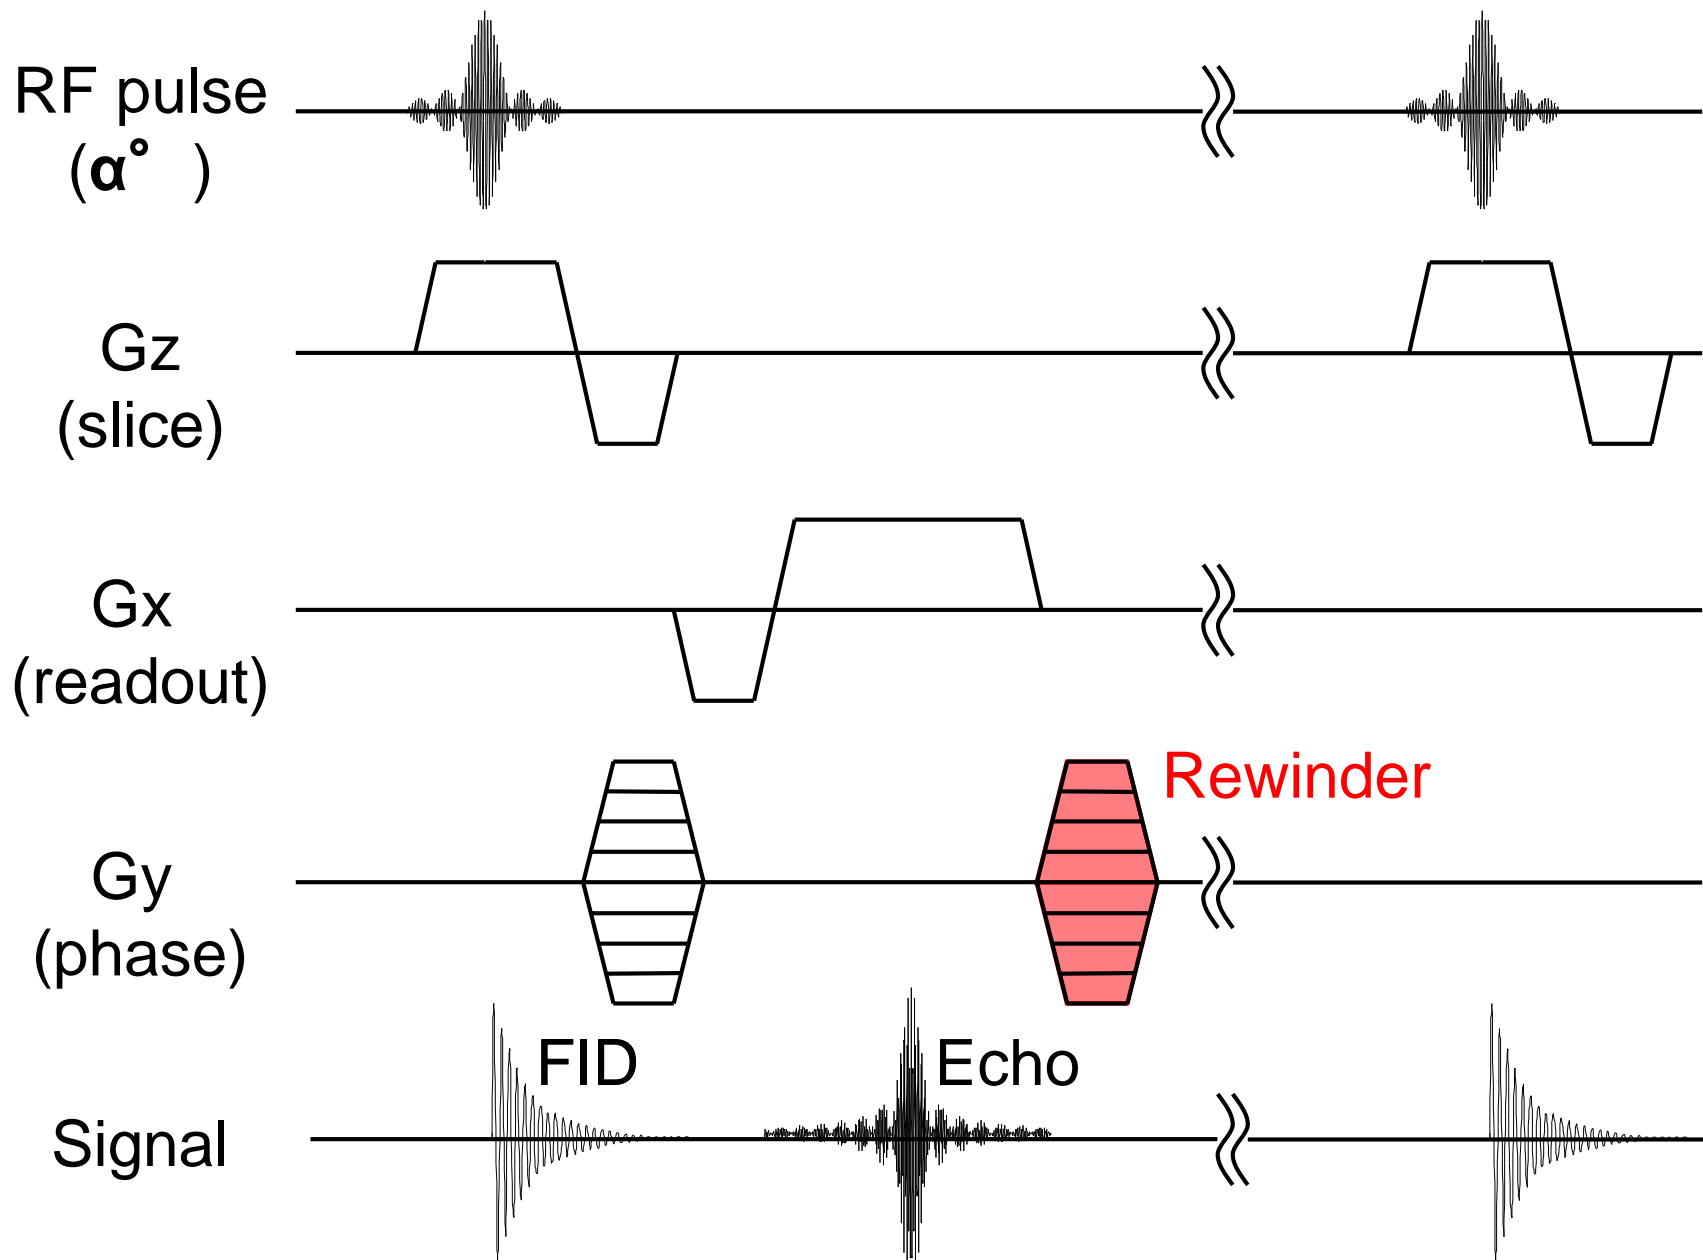 RF pulse
(α° )
Gz
(slice)
Gx
(readout)
Rewinder
Gy
(phase)
FID
Echo
Signal